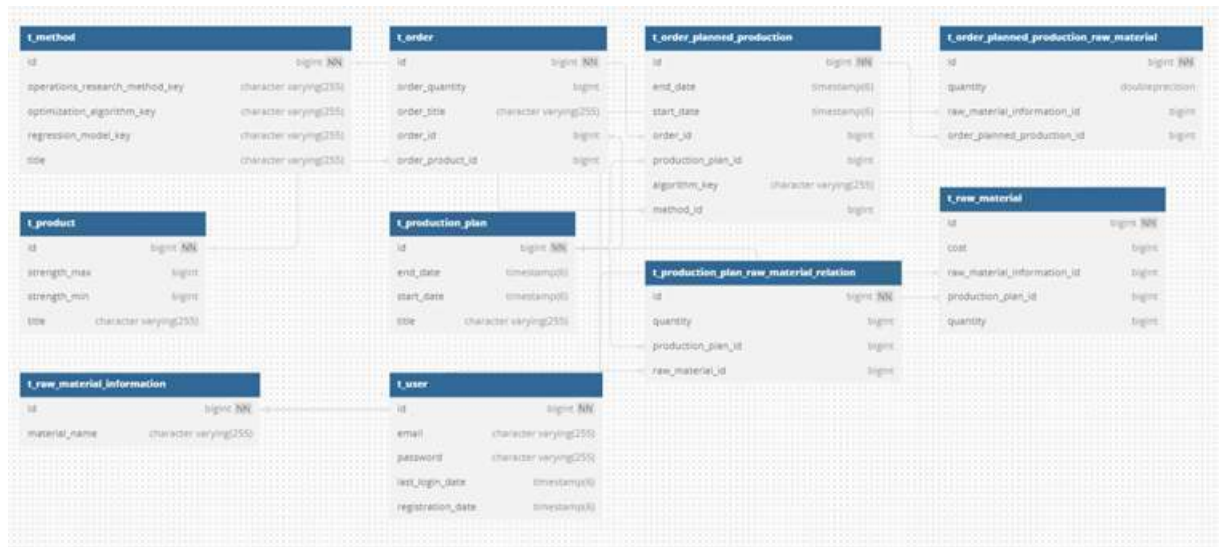 t_method
id bigint NN
operations_research_method_key character varying(255)
optimization_algorithm_key character varying(255)
regression_model_key character varying(255)
title character varying(255)
t_order
id bigint NN
order_quantity bigint
order_title character varying(255)
order_id bigint
order_product_id bigint
t_order_planned_production
id bigint NN
end_date timestamp(6)
start_date timestamp(6)
order_id bigint
production_plan_id bigint
algorithm_key character varying(255)
method_id bigint
t_order_planned_production_raw_material
id bigint NN
quantity doubleprecision
raw_material_information_id bigint
order_planned_production_id bigint
t_product
id bigint NN
strength_max bigint
strength_min bigint
title character varying(255)
t_production_plan
id bigint NN
end_date timestamp(6)
start_date timestamp(6)
title character varying(255)
t_production_plan_raw_material_relation
id bigint NN
quantity bigint
production_plan_id bigint
raw_material_id bigint
t_raw_material
id bigint NN
cost bigint
raw_material_information_id bigint
production_plan_id bigint
quantity bigint
t_raw_material_information
id bigint NN
material_name character varying(255)
t_user
id bigint NN
email character varying(255)
password character varying(255)
last_login_date timestamp(6)
registration_date timestamp(6)